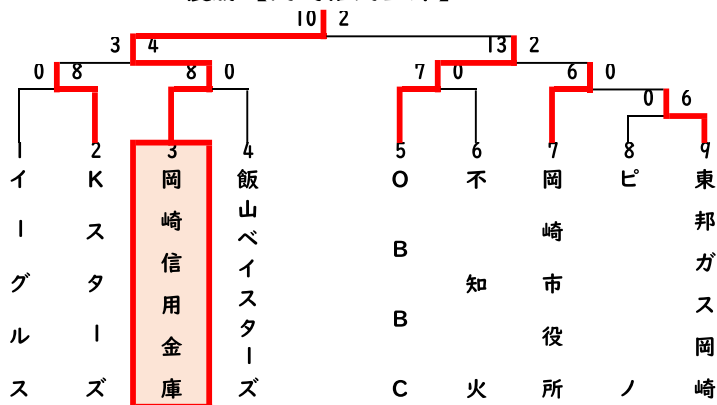 10 2
3 4
13 2
0 8
8 0
7 0
6 0
0 6
1 2 3 4 5 6 7 8 9
イーグルス
Kスターズ
岡崎信用金庫
飯山ベイスターズ
OBBC
不知火
岡崎市役所
ピノ
東邦ガス岡崎